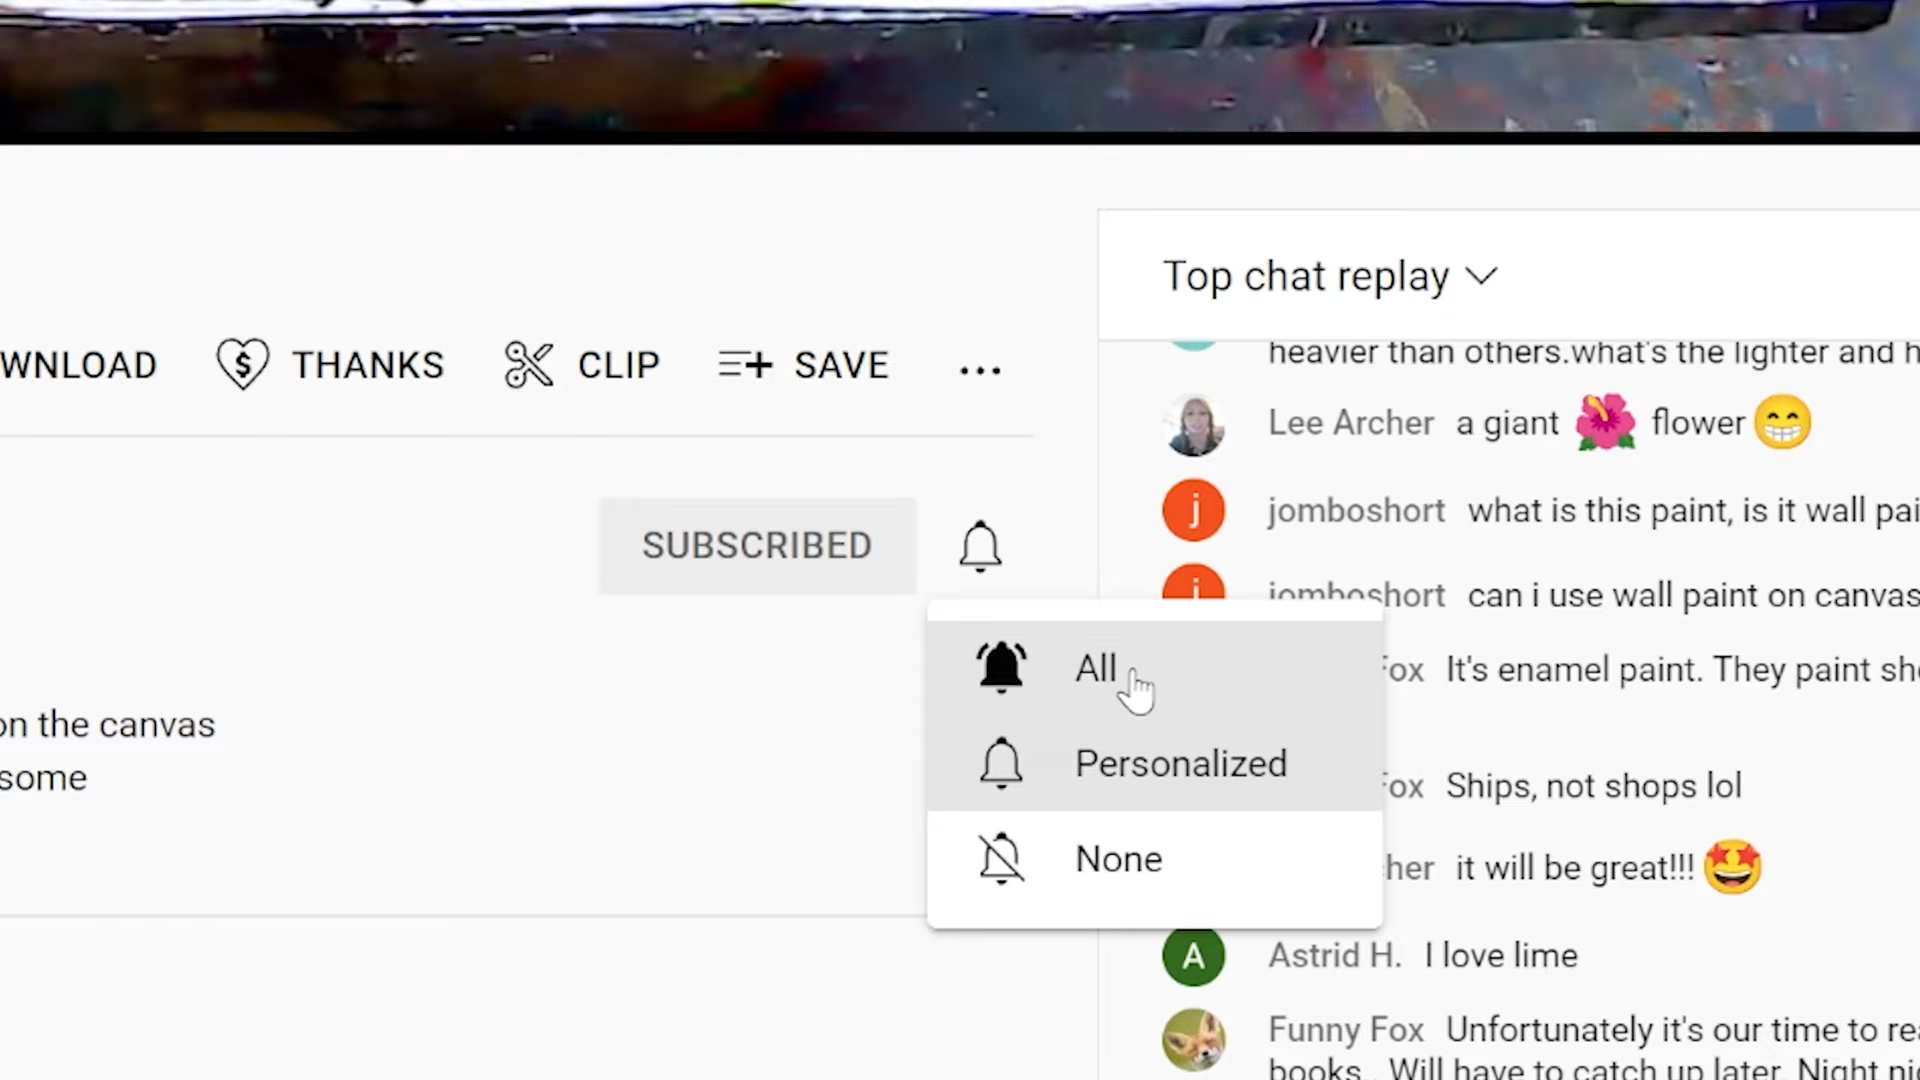 WNLOAD
THANKS
CLIP
SAVE
SUBSCRIBED
on the canvas
some
All
Personalized
None
Top chat replay
heavier than others.what's the lighter and h
Lee Archer a giant flower
j
jomboshort what is this paint, is it wall pai
j
jomboshort can i use wall paint on canvas
Fox It's enamel paint. They paint sh
Fox Ships, not shops lol
cher it will be great!!!
A
Astrid H. I love lime
Funny Fox Unfortunately it's our time to re
books.. Will have to catch up later. Night ni